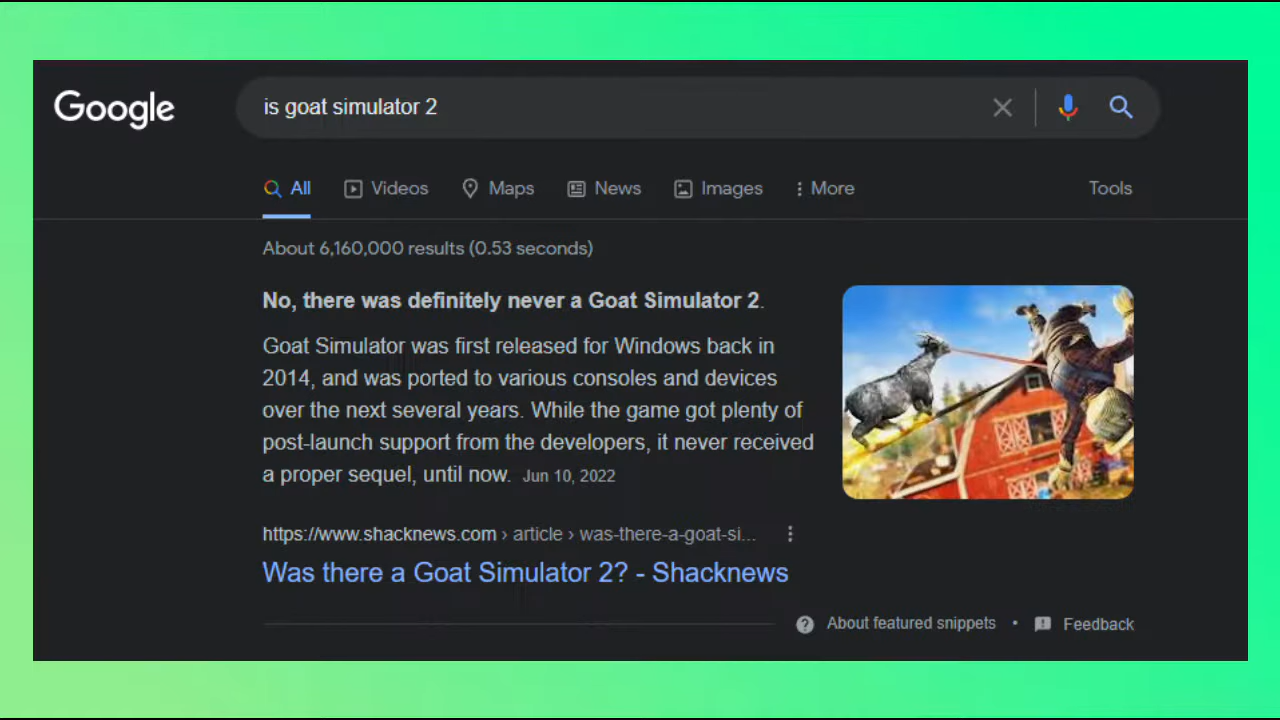 Google
is goat simulator 2
All Videos Maps News Images More Tools
About 6,160,000 results (0.53 seconds)
No, there was definitely never a Goat Simulator 2.
Goat Simulator was first released for Windows back in
2014, and was ported to various consoles and devices
over the next several years. While the game got plenty of
post-launch support from the developers, it never received
a proper sequel, until now. Jun 10, 2022
https://www.shacknews.com › article › was-there-a-goat-si...
Was there a Goat Simulator 2? - Shacknews
About featured snippets • Feedback